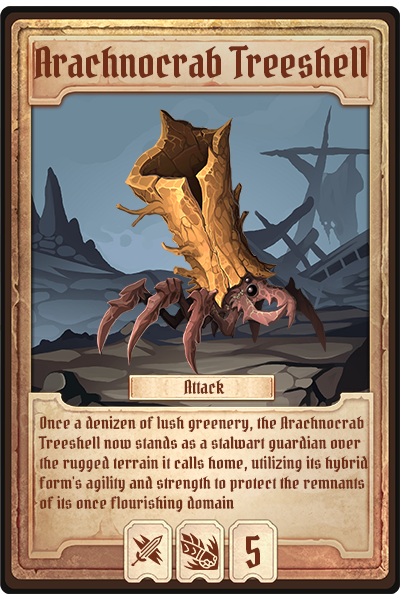 Arachnocrab Treeshell
Attack
Once a denizen of lush greenery, the Arachnocrab
Treeshell now stands as a stalwart guardian over
the rugged terrain it calls home, utilizing its hybrid
form's agility and strength to protect the remnants
of its once flourishing domain
5